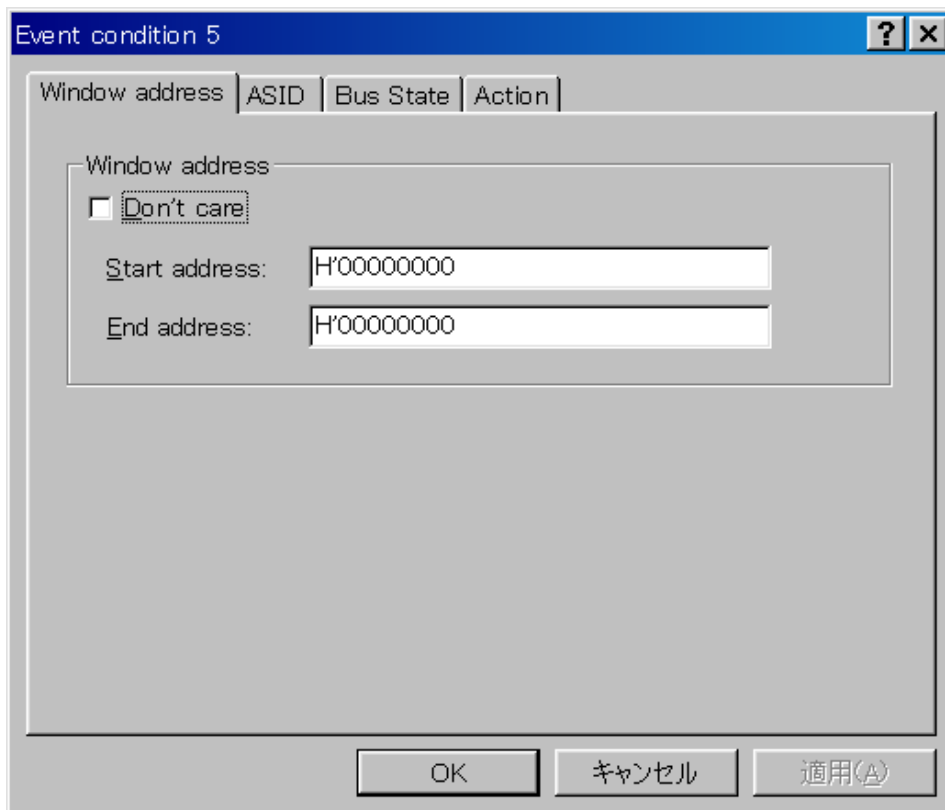 Event condition 5
Window address ASID Bus State Action
Window address
Don't care
Start address: H'00000000
End address: H'00000000
OK キャンセル 適用(A)